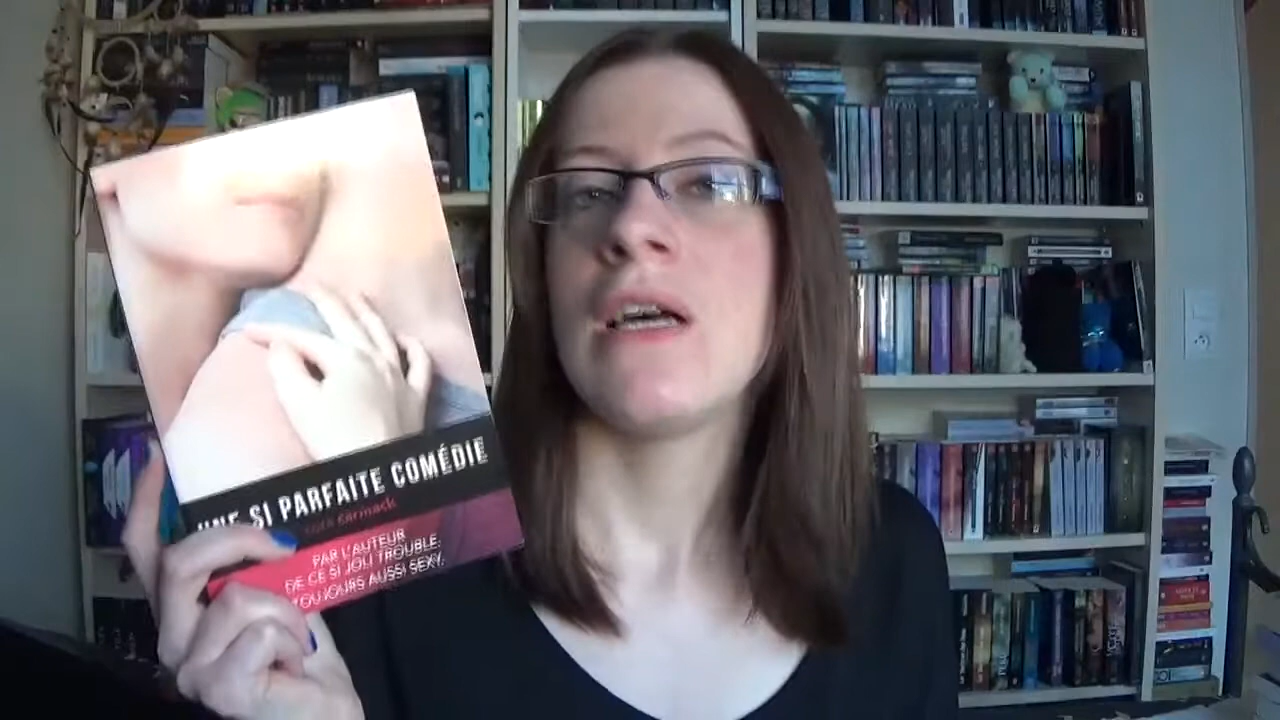 UNE SI PARFAITE COMÉDIE
Cora Carmack
PAR L'AUTEUR
DE CE SI JOLI TROUBLE,
TOUJOURS AUSSI SEXY.